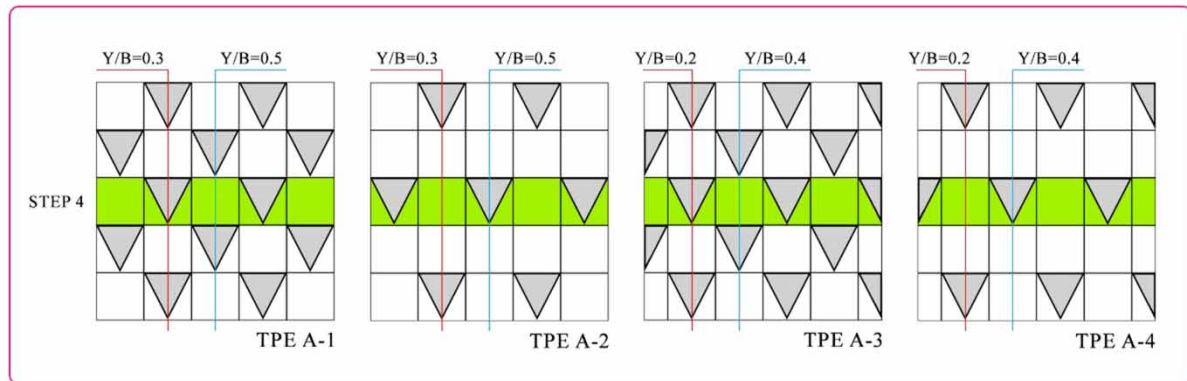 Y/B=0.3 Y/B=0.5 Y/B=0.3 Y/B=0.5 Y/B=0.2 Y/B=0.4 Y/B=0.2 Y/B=0.4
STEP 4
TPE A-1 TPE A-2 TPE A-3 TPE A-4